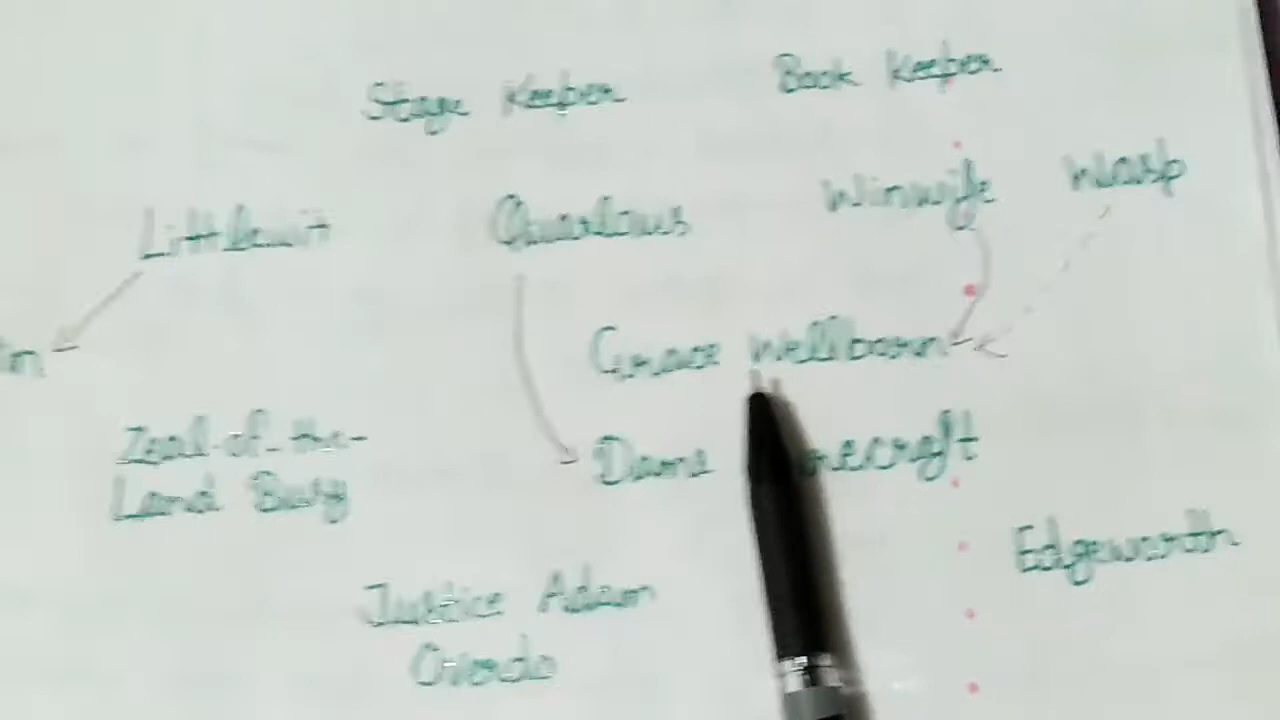 Stage Keeper
Book Keeper
Littlewit
Quarlous
Winwife
Wasp
Grace Wellborn
Zeal-of-the-
Land Busy
Dame
Edgeworth
Justice Adam
Overdo